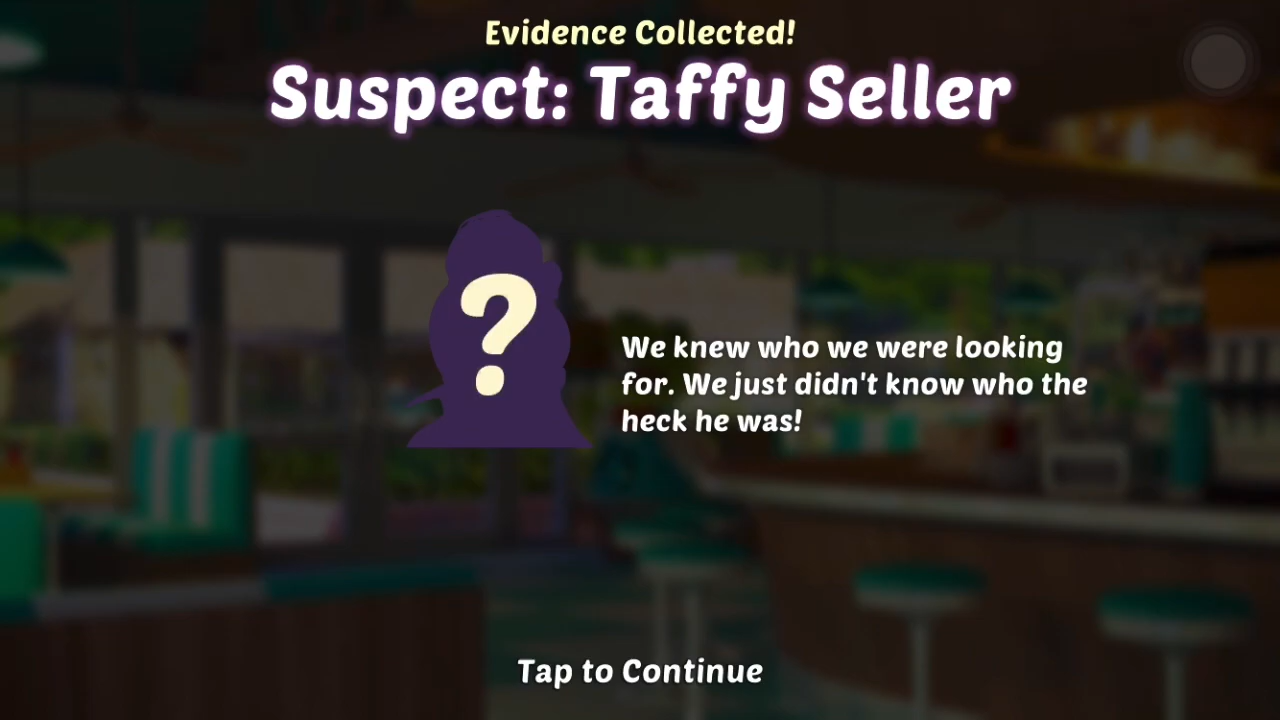 Evidence Collected!
Suspect: Taffy Seller
?
We knew who we were looking
for. We just didn't know who the
heck he was!
Tap to Continue